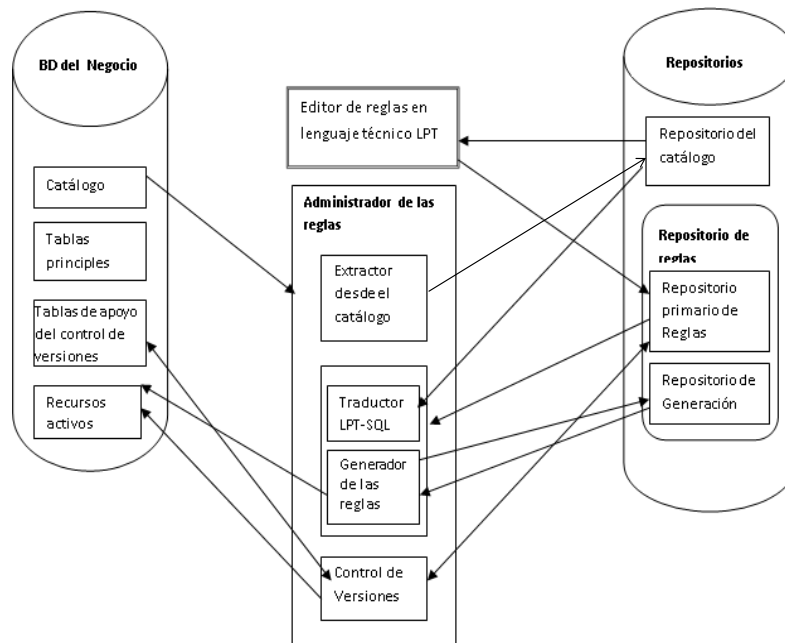 BD del Negocio
Catálogo
Tablas
principles
Tablas de apoyo
del control de
versiones
Recursos
activos
Editor de reglas en
lenguaje técnico LPT
Administrador de las
reglas
Extractor
desde el
catálogo
Traductor
LPT-SQL
Generador
de las
reglas
Control de
Versiones
Repositorios
Repositorio del
catálogo
Repositorio de
reglas
Repositorio
primario de
Reglas
Repositorio de
Generación